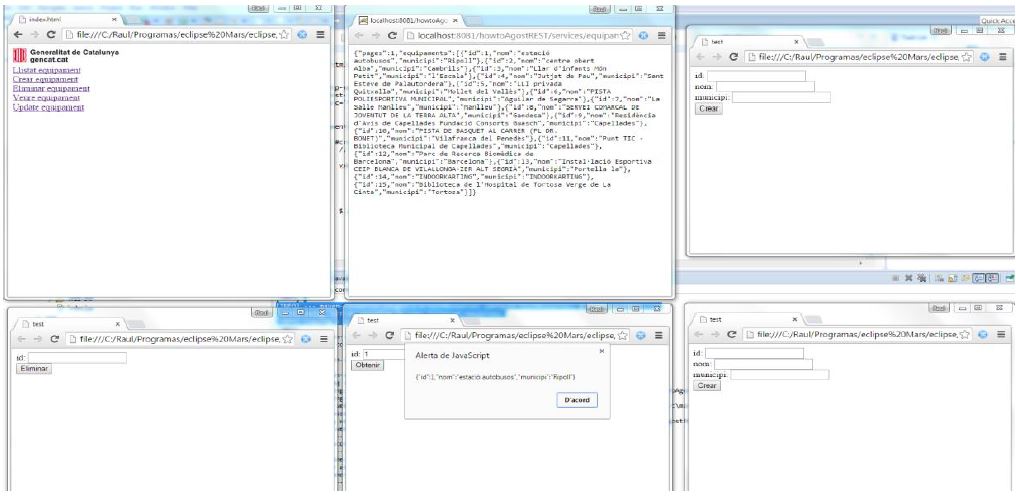 index.html
file:///C:/Raul/Programas/eclipse%20Mars/eclipse,
Generalitat de Catalunya
gencat.cat
Llistat equipament
Crear equipament
Eliminar equipament
Veure equipament
Update equipament
localhost:8081/howtoAgo
localhost:8081/howtoAgostREST/services/equipam
{"pages":1,"equipaments":[{"id":1,"nom":"estació
autobusos","municipi":"Ripoll"},{"id":2,"nom":"centre obert
Alba","municipi":"Cambrils"},{"id":3,"nom":"Llar d'infants Món
Petit","municipi":"l'Escala"},{"id":4,"nom":"Jutjat de Pau","municipi":"Sant
Esteve de Palautordera"},{"id":5,"nom":"LLI privada
Quitxalla","municipi":"Mollet del Vallès"},{"id":6,"nom":"PISTA
POLIESPORTIVA MUNICIPAL","municipi":"Aguilar de Segarra"},{"id":7,"nom":"La
Salle Manlleu","municipi":"Manlleu"},{"id":8,"nom":"SERVEI COMARCAL DE
JOVENTUT DE LA TERRA ALTA","municipi":"Gandesa"},{"id":9,"nom":"Residència
d'Avis de Capellades Fundació Consorts Guasch","municipi":"Capellades"},
{"id":10,"nom":"PISTA DE BASQUET AL CARRER (PL DR.
BONET)","municipi":"Vilafranca del Penedès"},{"id":11,"nom":"Punt TIC -
Biblioteca Municipal de Capellades","municipi":"Capellades"},
{"id":12,"nom":"Parc de Recerca Biomèdica de
Barcelona","municipi":"Barcelona"},{"id":13,"nom":"Instal·lació Esportiva
CEIP BLANCA DE VILALLONGA-ZER ALT SEGRIA","municipi":"Portella la"},
{"id":14,"nom":"INDOORKARTING","municipi":"INDOORKARTING"},
{"id":15,"nom":"Biblioteca de l'Hospital de Tortosa Verge de La
Cinta","municipi":"Tortosa"}]}
Quick Acce
test
file:///C:/Raul/Programas/eclipse%20Mars/eclipse,
id:
nom:
municipi:
Crear
test
file:///C:/Raul/Programas/eclipse%20Mars/eclipse,
id:
Eliminar
test
file:///C:/Raul/Programas/eclipse%20Mars/eclipse,
id: 1
Obtenir
Alerta de JavaScript
{"id":1,"nom":"estació autobusos","municipi":"Ripoll"}
D'acord
test
file:///C:/Raul/Programas/eclipse%20Mars/eclipse,
id:
nom:
municipi:
Crear